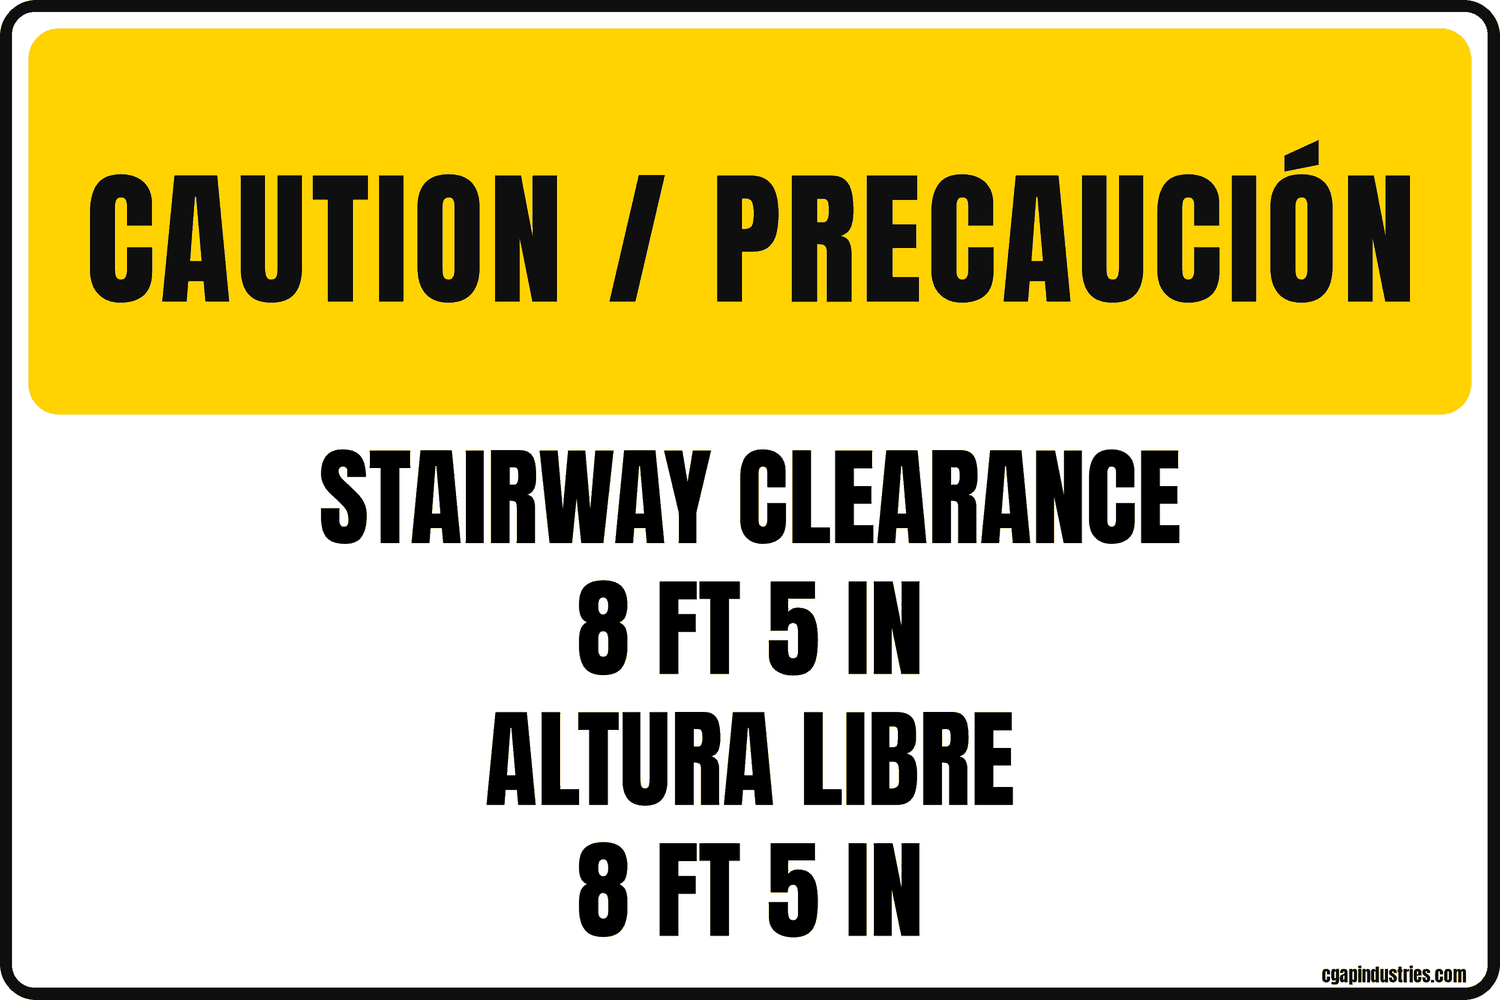 CAUTION / PRECAUCIÓN
STAIRWAY CLEARANCE
8 FT 5 IN
ALTURA LIBRE
8 FT 5 IN
cgapindustries.com